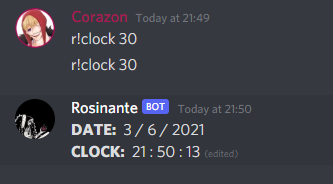 Corazon Today at 21:49
r!clock 30
r!clock 30
Rosinante BOT Today at 21:50
DATE: 3 / 6 / 2021
CLOCK: 21 : 50 : 13 (edited)